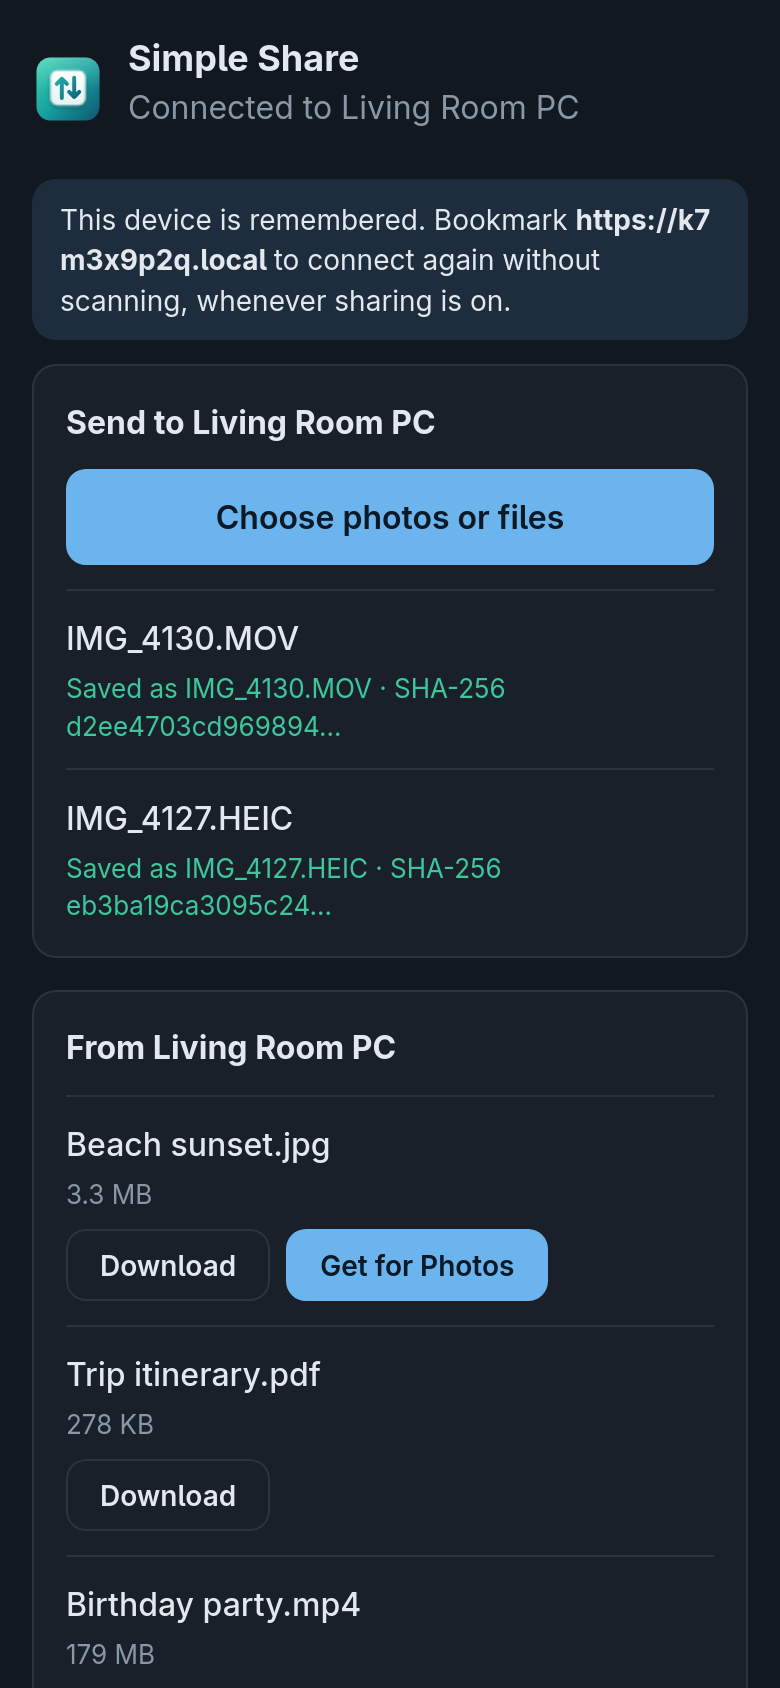 Simple Share
Connected to Living Room PC
This device is remembered. Bookmark https://k7
m3x9p2q.local to connect again without
scanning, whenever sharing is on.
Send to Living Room PC
Choose photos or files
IMG_4130.MOV
Saved as IMG_4130.MOV · SHA-256
d2ee4703cd969894…
IMG_4127.HEIC
Saved as IMG_4127.HEIC · SHA-256
eb3ba19ca3095c24…
From Living Room PC
Beach sunset.jpg
3.3 MB
Download Get for Photos
Trip itinerary.pdf
278 KB
Download
Birthday party.mp4
179 MB